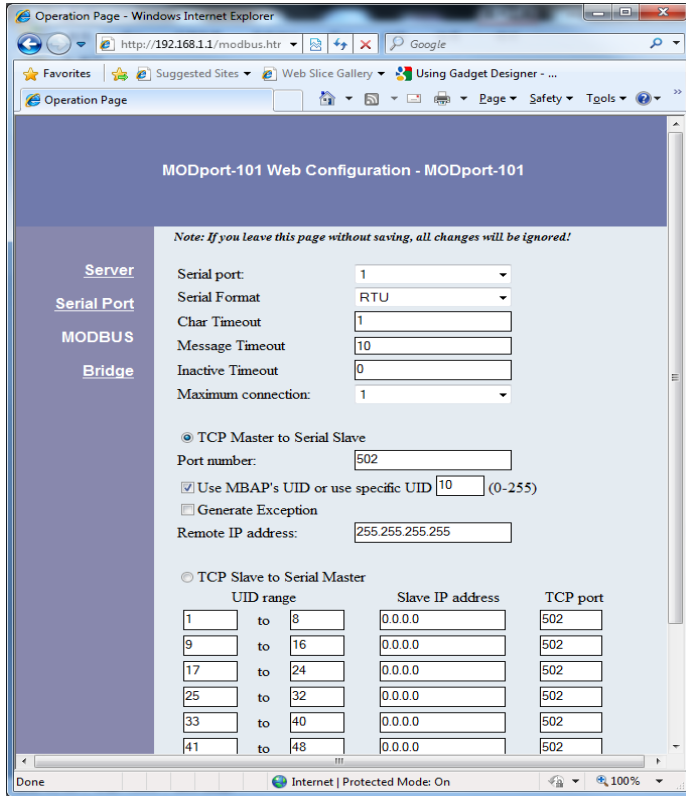 Operation Page - Windows Internet Explorer
http://192.168.1.1/modbus.htr
Google
Favorites Suggested Sites Web Slice Gallery Using Gadget Designer - ...
Operation Page Page Safety Tools »
MODport-101 Web Configuration - MODport-101
Note: If you leave this page without saving, all changes will be ignored!
Server
Serial Port
MODBUS
Bridge
Serial port: 1
Serial Format RTU
Char Timeout 1
Message Timeout 10
Inactive Timeout 0
Maximum connection: 1
TCP Master to Serial Slave
Port number: 502
Use MBAP's UID or use specific UID 10 (0-255)
Generate Exception
Remote IP address: 255.255.255.255
TCP Slave to Serial Master
UID range Slave IP address TCP port
1 to 8 0.0.0.0 502
9 to 16 0.0.0.0 502
17 to 24 0.0.0.0 502
25 to 32 0.0.0.0 502
33 to 40 0.0.0.0 502
41 to 48 0.0.0.0 502
Done Internet | Protected Mode: On 100%